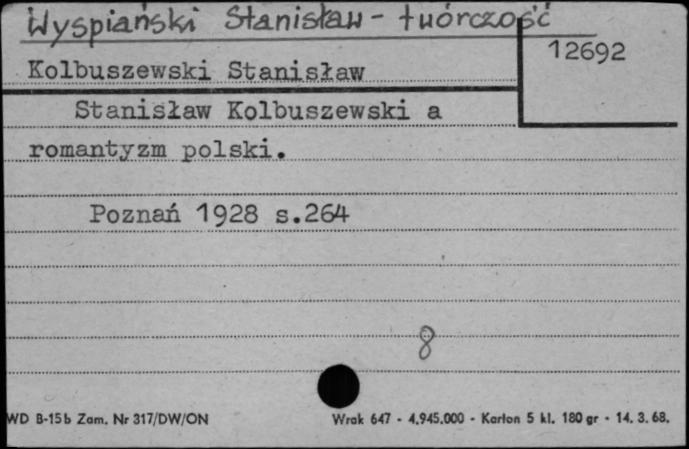 Wyspiański Stanisław - twórczość
12692
Kolbuszewski Stanisław
Stanisław Kolbuszewski a
romantyzm polski.
Poznań 1928 s.264
8
WD B-15b Zam. Nr 317/DW/ON Wrak 647 - 4.945.000 - Karton 5 kl. 180 gr - 14. 3. 68.